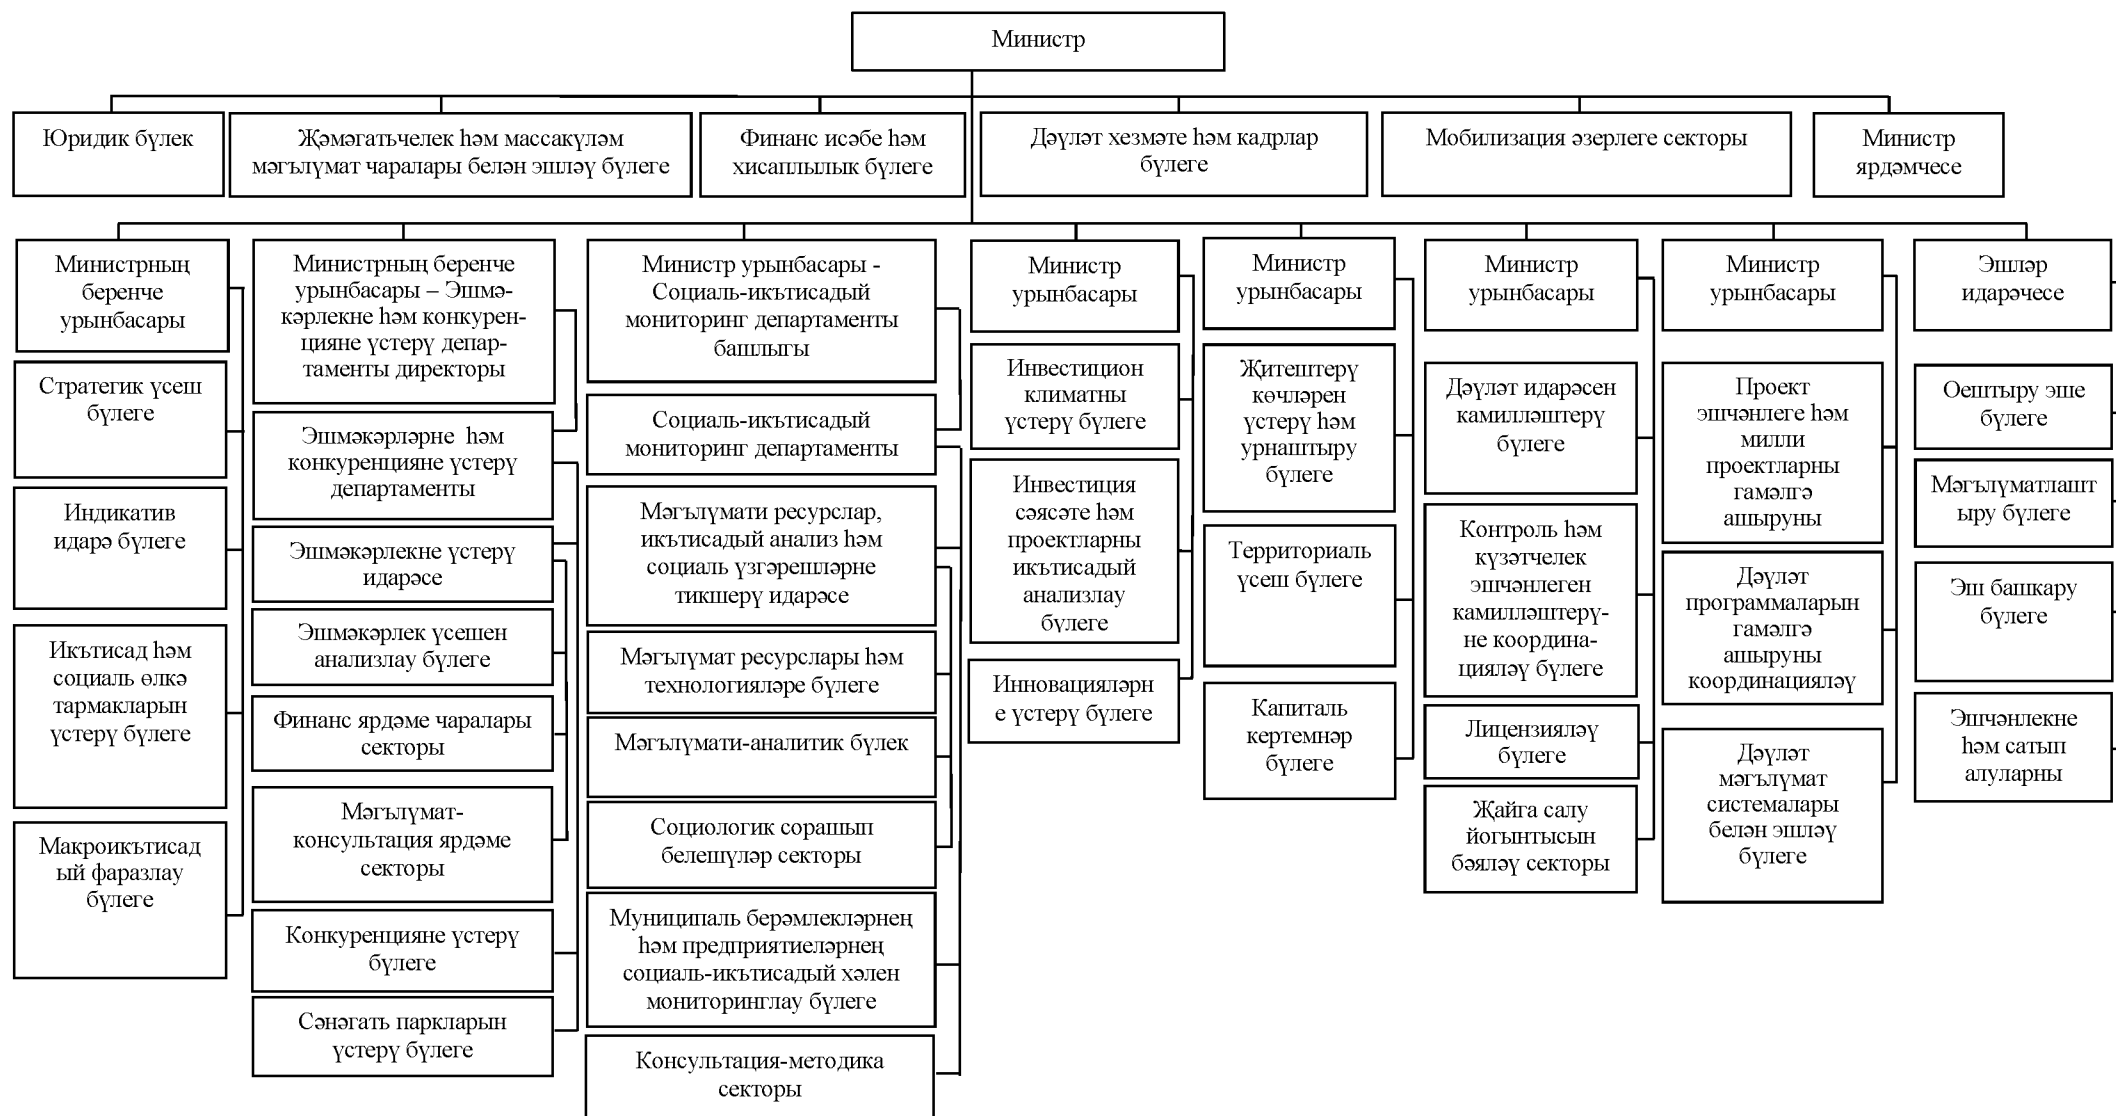 Министр
Юридик бүлек
Җәмәгатьчелек һәм массакүләм
мәгълүмат чаралары белән эшләү бүлеге
Финанс исәбе һәм
хисаплылык бүлеге
Дәүләт хезмәте һәм кадрлар
бүлеге
Мобилизация әзерлеге секторы
Министр
ярдәмчесе
Министрның
беренче
урынбасары
Стратегик үсеш
бүлеге
Индикатив
идарә бүлеге
Икътисад һәм
социаль өлкә
тармакларын
үстерү бүлеге
Макроикътисад
ый фаразлау
бүлеге
Министрның беренче
урынбасары – Эшмә-
кәрлекне һәм конкурен-
цияне үстерү депар-
таменты директоры
Эшмәкәрләрне һәм
конкуренцияне үстерү
департаменты
Эшмәкәрлекне үстерү
идарәсе
Эшмәкәрлек үсешен
анализлау бүлеге
Финанс ярдәме чаралары
секторы
Мәгълүмат-
консультация ярдәме
секторы
Конкуренцияне үстерү
бүлеге
Сәнәгать паркларын
үстерү бүлеге
Министр урынбасары -
Социаль-икътисадый
мониторинг департаменты
башлыгы
Социаль-икътисадый
мониторинг департаменты
Мәгълүмати ресурслар,
икътисадый анализ һәм
социаль үзгәрешләрне
тикшерү идарәсе
Мәгълүмат ресурслары һәм
технологияләре бүлеге
Мәгълүмати-аналитик бүлек
Социологик сорашып
белешүләр секторы
Муниципаль берәмлекләрнең
һәм предприятиеләрнең
социаль-икътисадый хәлен
мониторинглау бүлеге
Консультация-методика
секторы
Министр
урынбасары
Инвестицион
климатны
үстерү бүлеге
Инвестиция
сәясәте һәм
проектларны
икътисадый
анализлау
бүлеге
Инновацияләрн
е үстерү бүлеге
Министр
урынбасары
Җитештерү
көчләрен
үстерү һәм
урнаштыру
бүлеге
Территориаль
үсеш бүлеге
Капиталь
кертемнәр
бүлеге
Министр
урынбасары
Дәүләт идарәсен
камилләштерү
бүлеге
Контроль һәм
күзәтчелек
эшчәнлеген
камилләштерү-
не координа-
цияләү бүлеге
Лицензияләү
бүлеге
Җайга салу
йогынтысын
бәяләү секторы
Министр
урынбасары
Проект
эшчәнлеге һәм
милли
проектларны
гамәлгә
ашыруны
Дәүләт
программаларын
гамәлгә
ашыруны
координацияләү
Дәүләт
мәгълүмат
системалары
белән эшләү
бүлеге
Эшләр
идарәчесе
Оештыру эше
бүлеге
Мәгълүматлашт
ыру бүлеге
Эш башкару
бүлеге
Эшчәнлекне
һәм сатып
алуларны